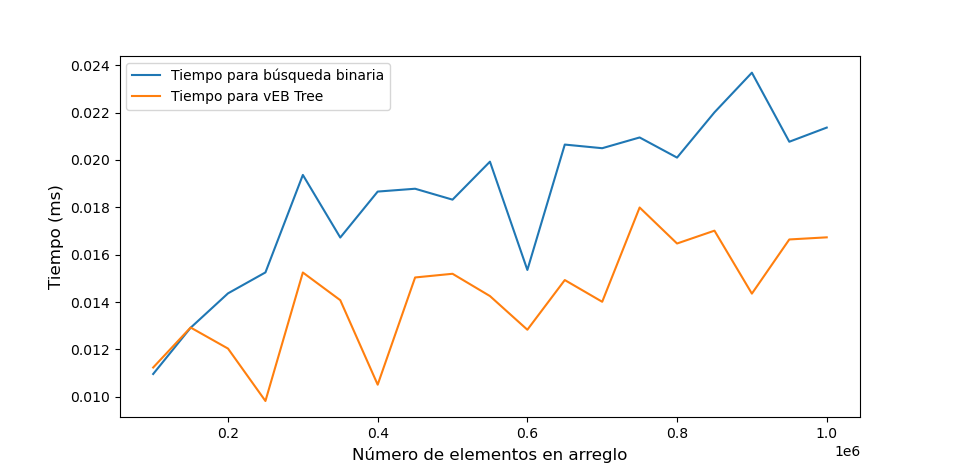 Tiempo para búsqueda binaria
Tiempo para vEB Tree
Tiempo (ms)
0.024
0.022
0.020
0.018
0.016
0.014
0.012
0.010
0.2
0.4
0.6
0.8
1.0
1e6
Número de elementos en arreglo